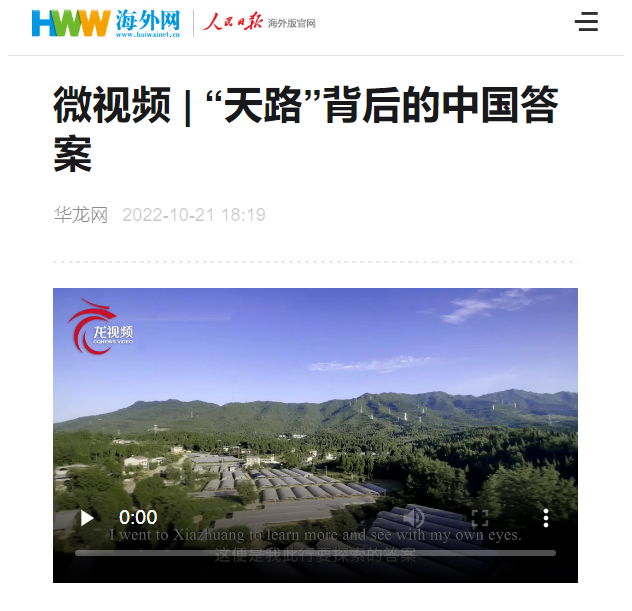 HWW 海外网 人民日报 海外版官网
www.haiwainet.cn
微视频 | “天路”背后的中国答
案
华龙网 2022-10-21 18:19
龙视频
CQNEWS VIDEO
0:00
I went to Xiazhuang to learn more and see with my own eyes.
这便是我此行要探索的答案